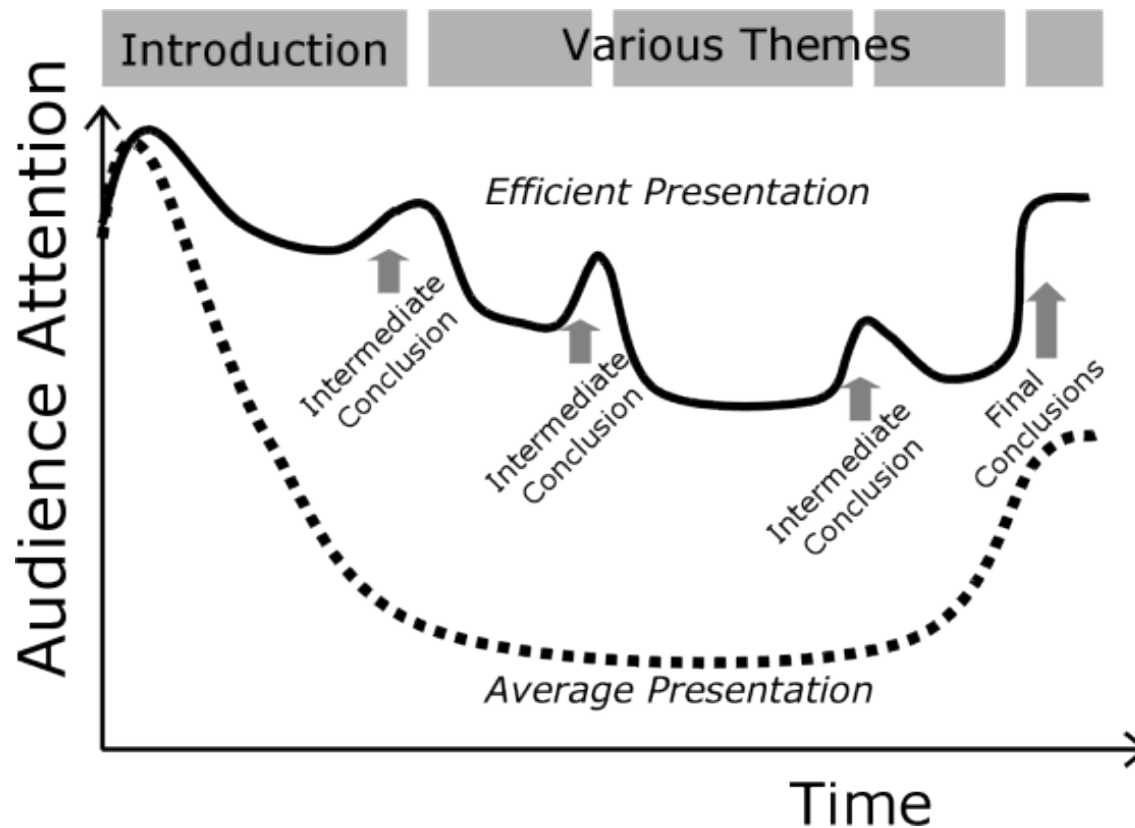 Introduction
Various Themes
Audience Attention
Efficient Presentation
Intermediate
Conclusion
Intermediate
Conclusion
Intermediate
Conclusion
Final
Conclusions
Average Presentation
Time